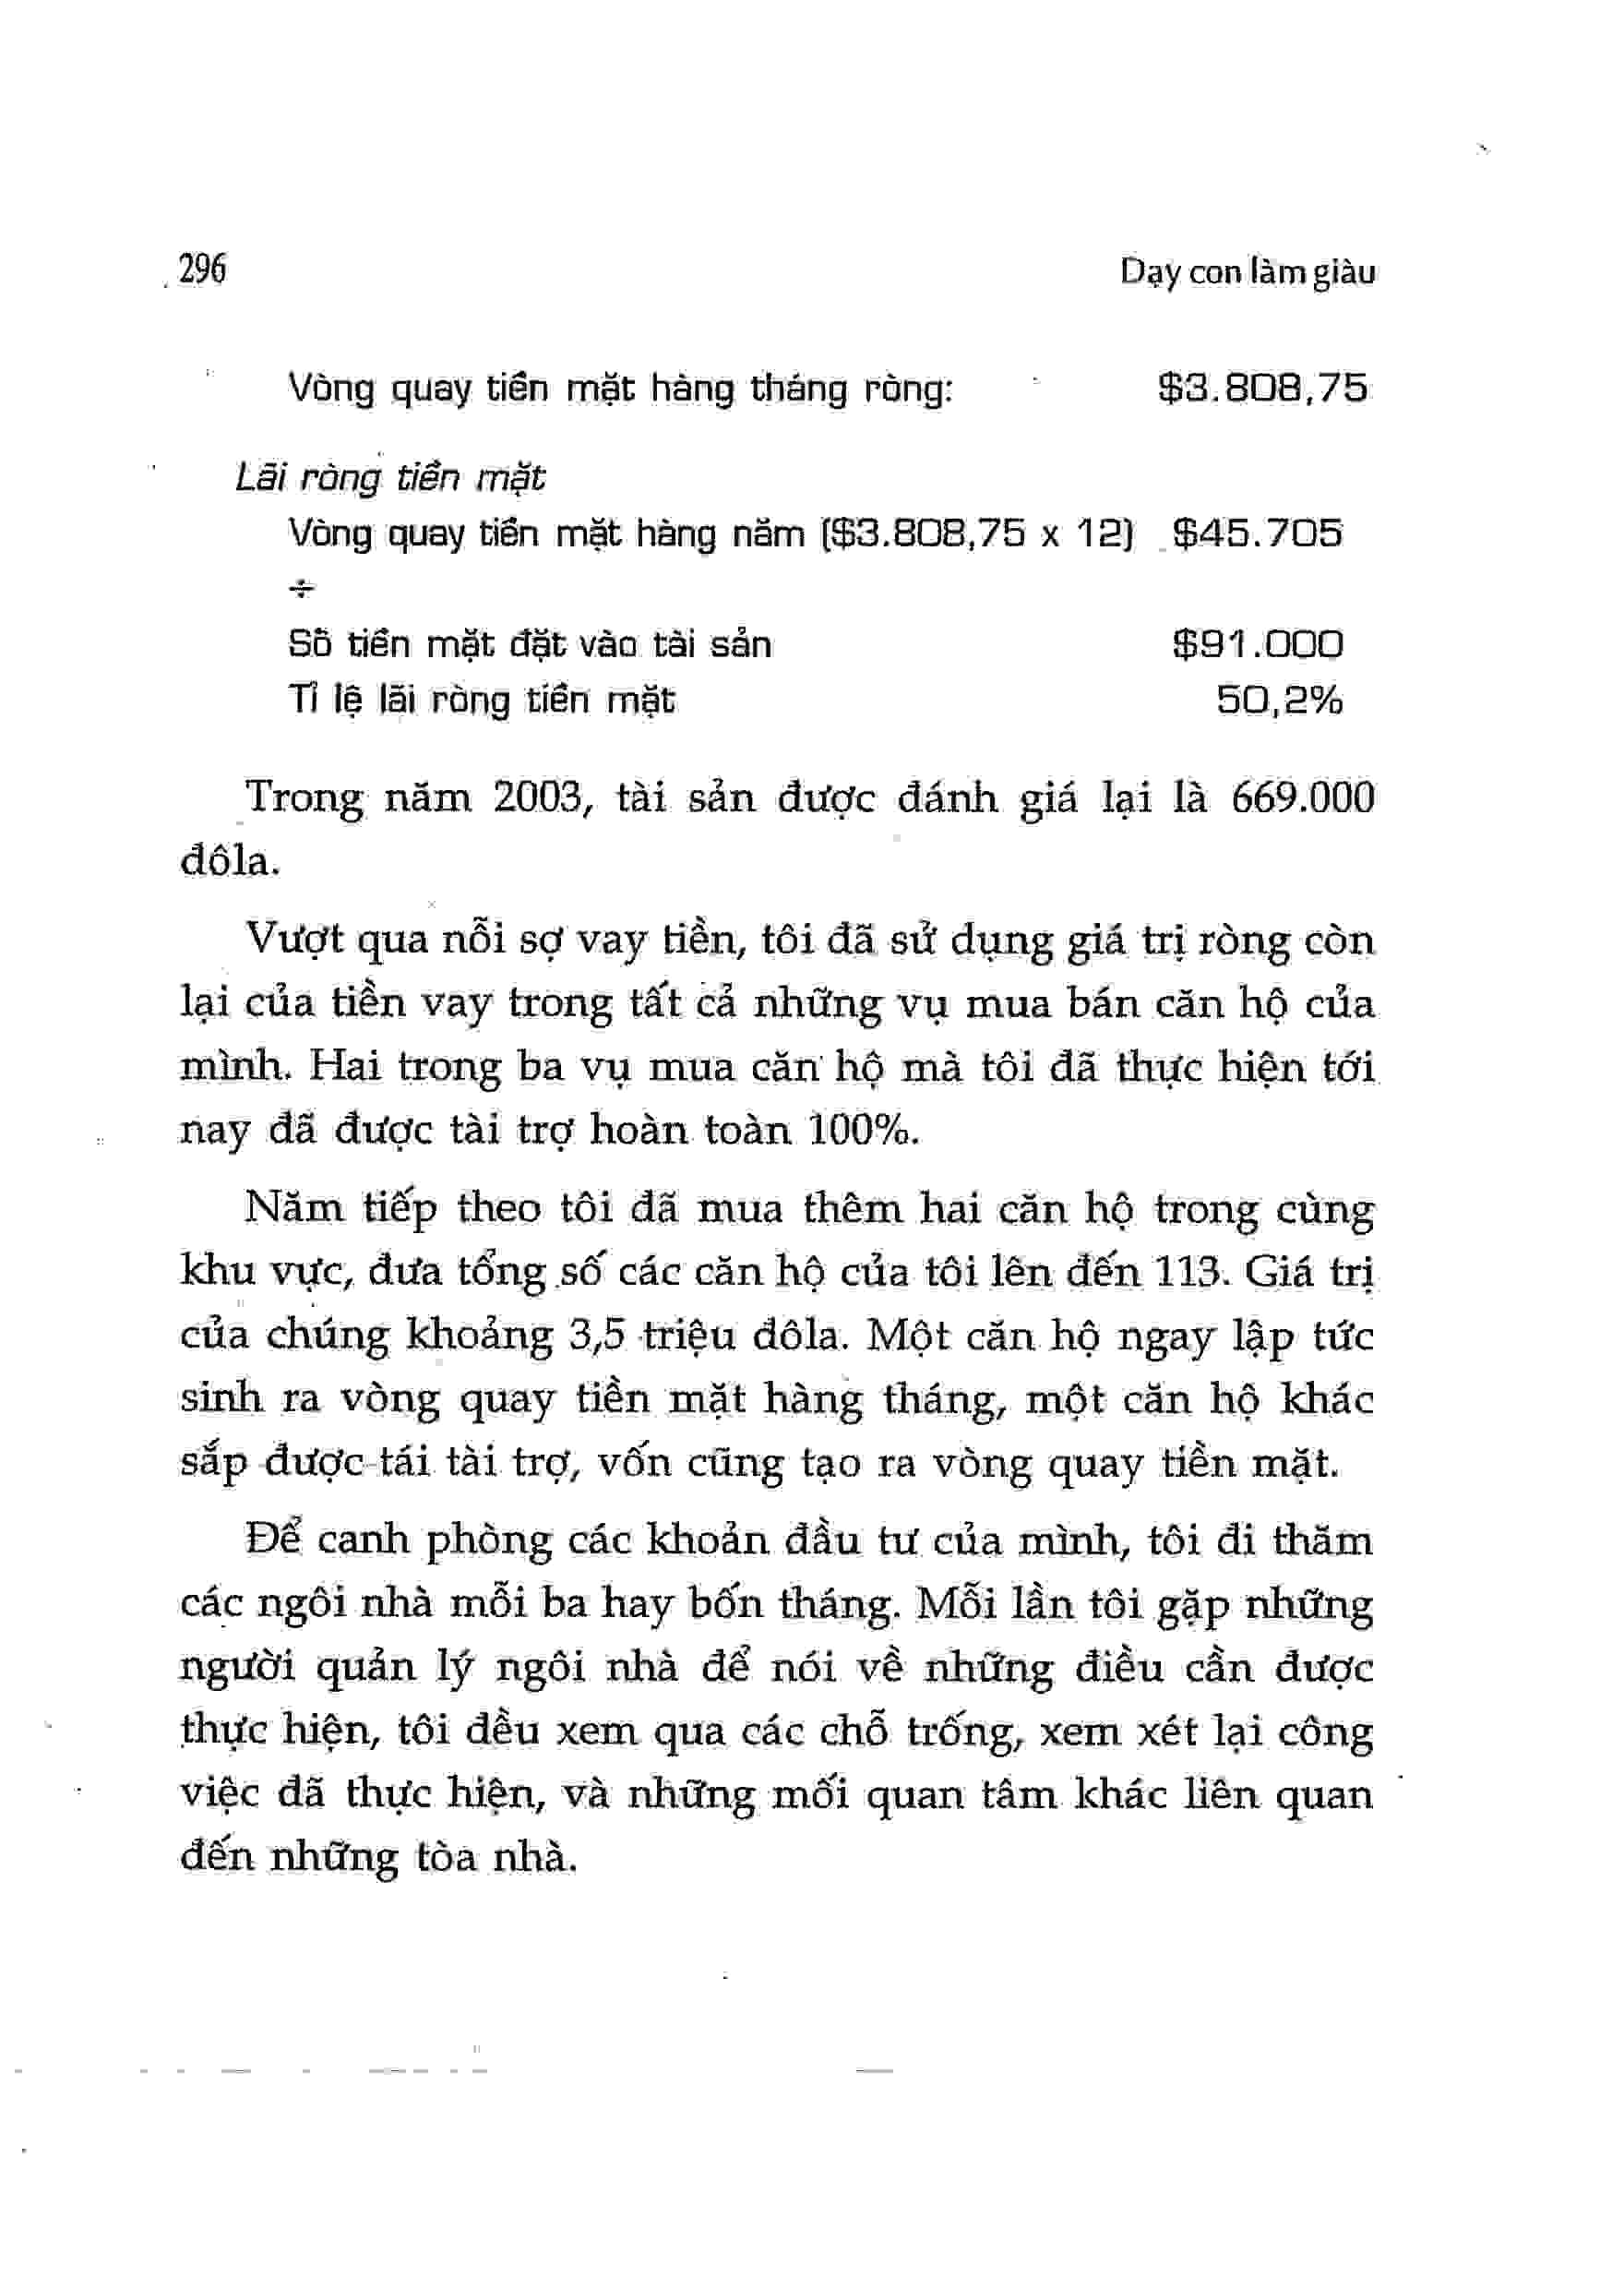 296 Dạy con làm giàu
Vòng quay tiền mặt hàng tháng ròng: $3.808,75
Lãi ròng tiền mặt
Vòng quay tiền mặt hàng năm ($3.808,75 x 12) $45.705
÷
Số tiền mặt đặt vào tài sản $91.000
Tỉ lệ lãi ròng tiền mặt 50,2%
Trong năm 2003, tài sản được đánh giá lại là 669.000
đôla.
Vượt qua nỗi sợ vay tiền, tôi đã sử dụng giá trị ròng còn
lại của tiền vay trong tất cả những vụ mua bán căn hộ của
mình. Hai trong ba vụ mua căn hộ mà tôi đã thực hiện tới
nay đã được tài trợ hoàn toàn 100%.
Năm tiếp theo tôi đã mua thêm hai căn hộ trong cùng
khu vực, đưa tổng số các căn hộ của tôi lên đến 113. Giá trị
của chúng khoảng 3,5 triệu đôla. Một căn hộ ngay lập tức
sinh ra vòng quay tiền mặt hàng tháng, một căn hộ khác
sắp được tái tài trợ, vốn cũng tạo ra vòng quay tiền mặt.
Để canh phòng các khoản đầu tư của mình, tôi đi thăm
các ngôi nhà mỗi ba hay bốn tháng. Mỗi lần tôi gặp những
người quản lý ngôi nhà để nói về những điều cần được
thực hiện, tôi đều xem qua các chỗ trống, xem xét lại công
việc đã thực hiện, và những mối quan tâm khác liên quan
đến những tòa nhà.